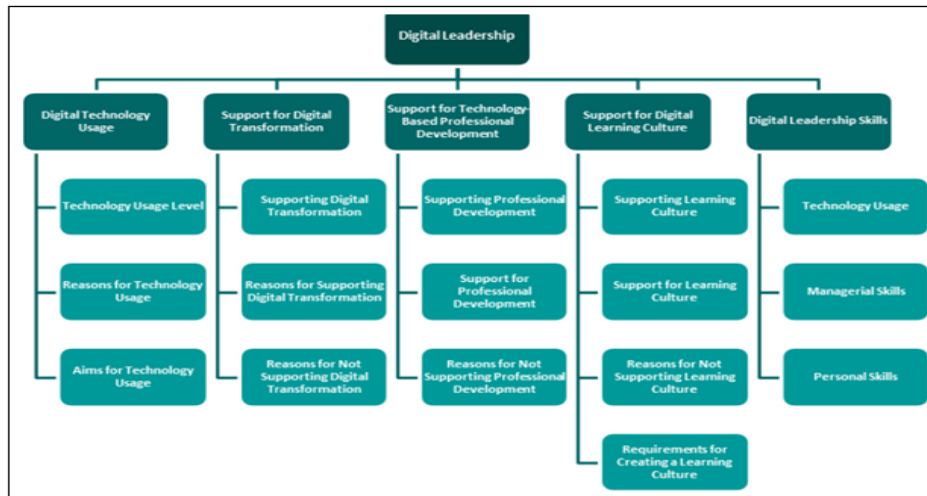 Digital Leadership
Digital Technology
Usage
Technology Usage Level
Reasons for Technology
Usage
Aims for Technology
Usage
Support for Digital
Transformation
Supporting Digital
Transformation
Reasons for Supporting
Digital Transformation
Reasons for Not
Supporting Digital
Transformation
Support for Technology-
Based Professional
Development
Supporting Professional
Development
Support for
Professional
Development
Reasons for Not
Supporting Professional
Development
Support for Digital
Learning Culture
Supporting Learning
Culture
Support for Learning
Culture
Reasons for Not
Supporting Learning
Culture
Requirements for
Creating a Learning
Culture
Digital Leadership Skills
Technology Usage
Managerial Skills
Personal Skills